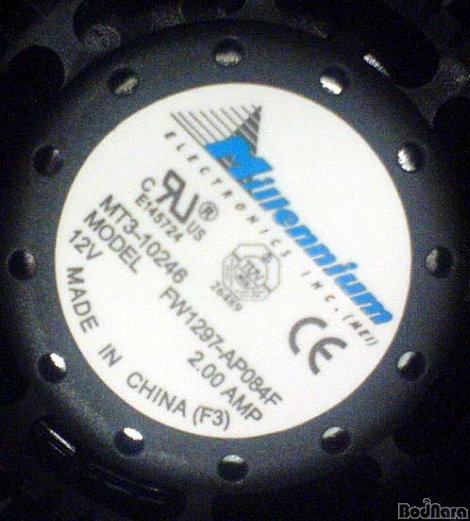 Millennium
ELECTRONICS INC. (MEI)
C RU ® US
E145724
26489
CE
MT3-10246
MODEL FW1297-AP084F
12V 2.00 AMP
MADE IN CHINA (F3)
BodNara